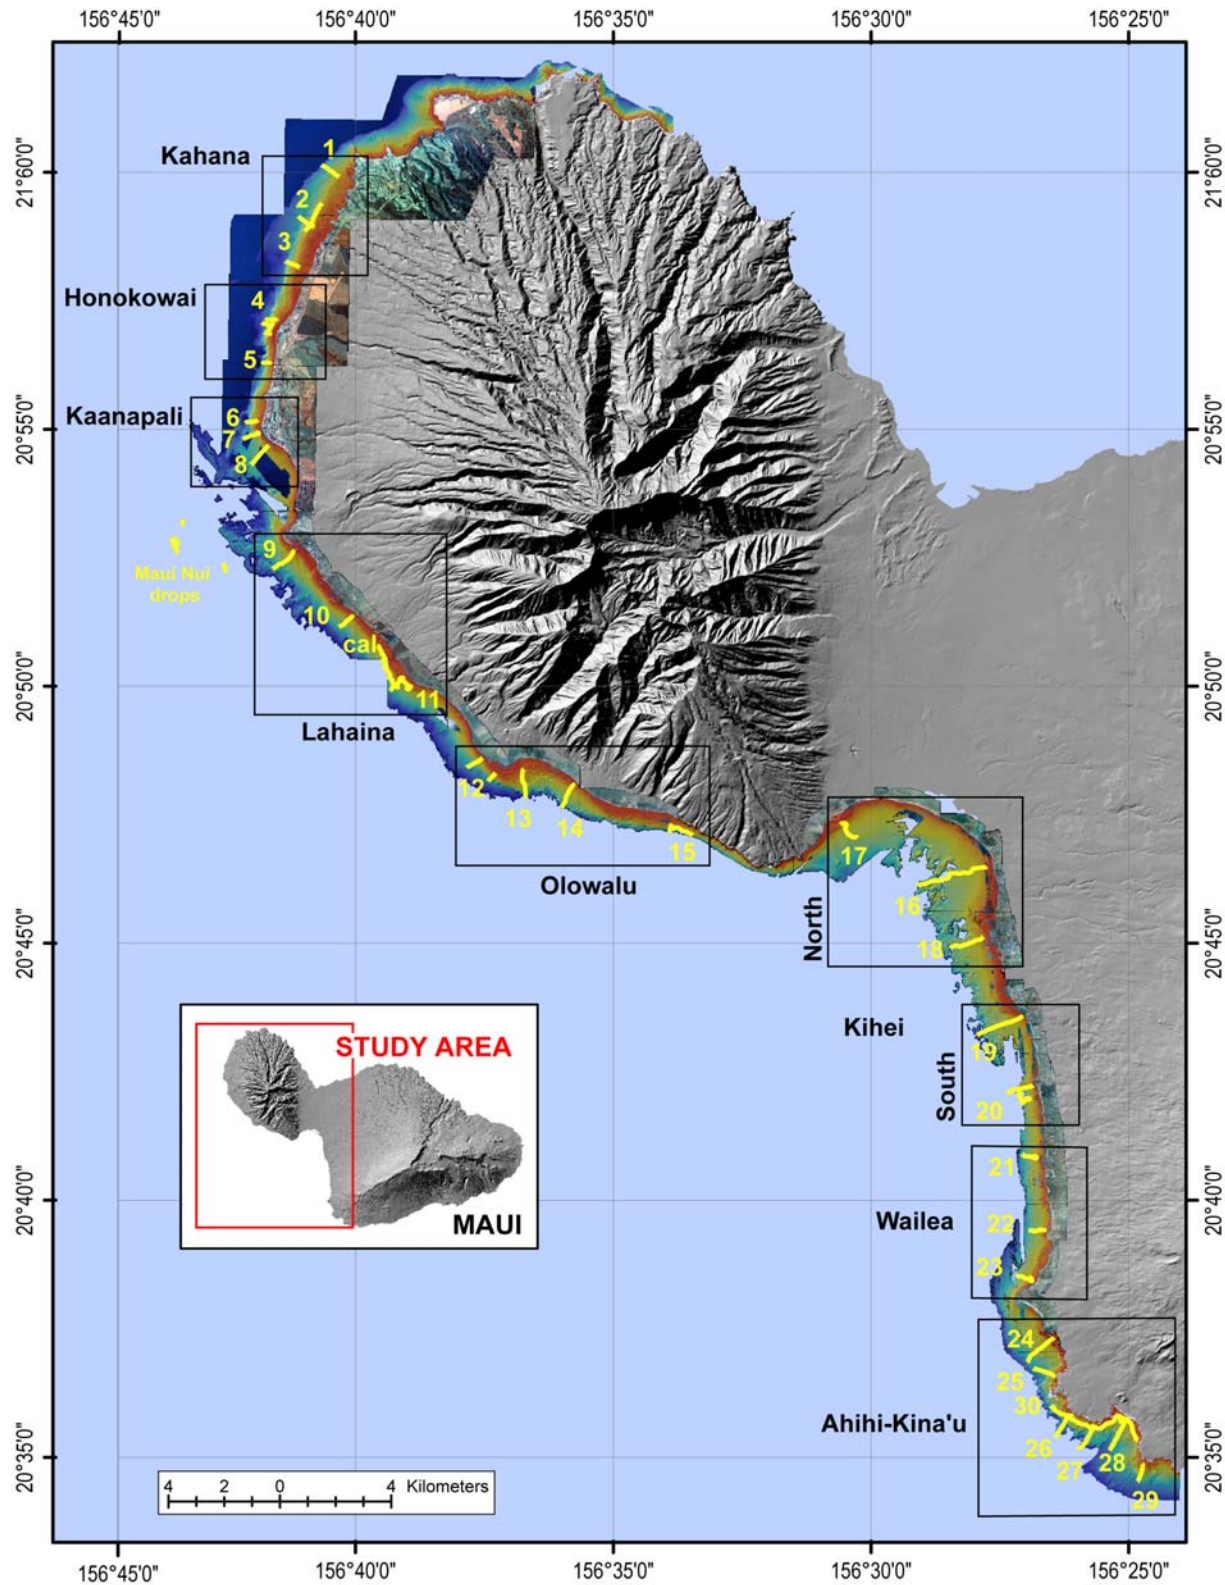 156°45'0" 156°40'0" 156°35'0" 156°30'0" 156°25'0"
21°60'0"
21°60'0"
Kahana
1
2
3
Honokowai
4
5
Kaanapali
6
7
8
20°55'0"
20°55'0"
9
Maui Nui
drops
10
cal
11
Lahaina
20°50'0"
20°50'0"
12
13
14
15
Olowalu
17
16
18
North
20°45'0"
20°45'0"
Kihei
19
South
20
STUDY AREA
MAUI
21
22
Wailea
23
20°40'0"
20°40'0"
24
25
30
Ahihi-Kina'u
26
27
28
29
20°35'0"
20°35'0"
4 2 0 4 Kilometers
156°45'0" 156°40'0" 156°35'0" 156°30'0" 156°25'0"